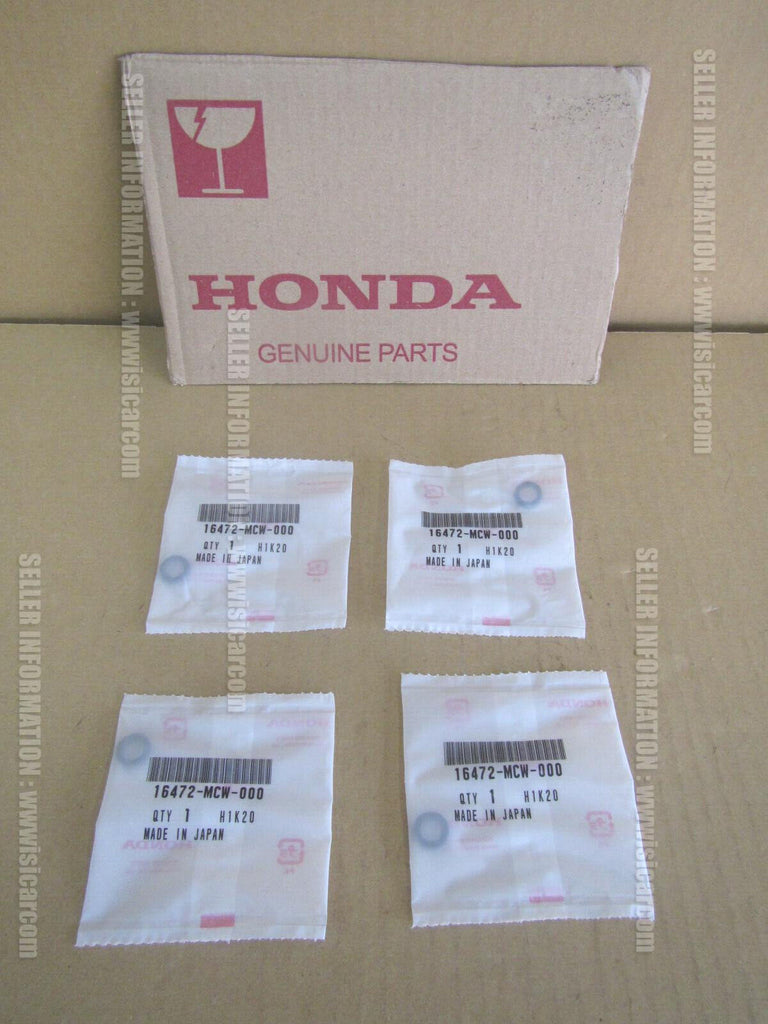 HONDA
GENUINE PARTS
16472-MCW-000
QTY 1 H1K20
MADE IN JAPAN
16472-MCW-000
QTY 1 H1K20
MADE IN JAPAN
16472-MCW-000
QTY 1 H1K20
MADE IN JAPAN
HONDA
16472-MCW-000
QTY 1 H1K20
MADE IN JAPAN
HONDA
SELLER INFORMATION : www.isicar.com
SELLER INFORMATION : www.isicar.com
SELLER INFORMATION : www.isicar.com
SELLER INFORMATION : www.isicar.com
SELLER INFORMATION : www.isicar.com